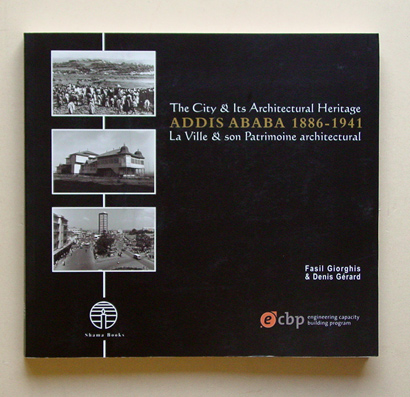 The City & Its Architectural Heritage
ADDIS ABABA 1886-1941
La Ville & son Patrimoine architectural
Fasil Giorghis
& Denis Gérard
Shama Books
ecbp engineering capacity
building program